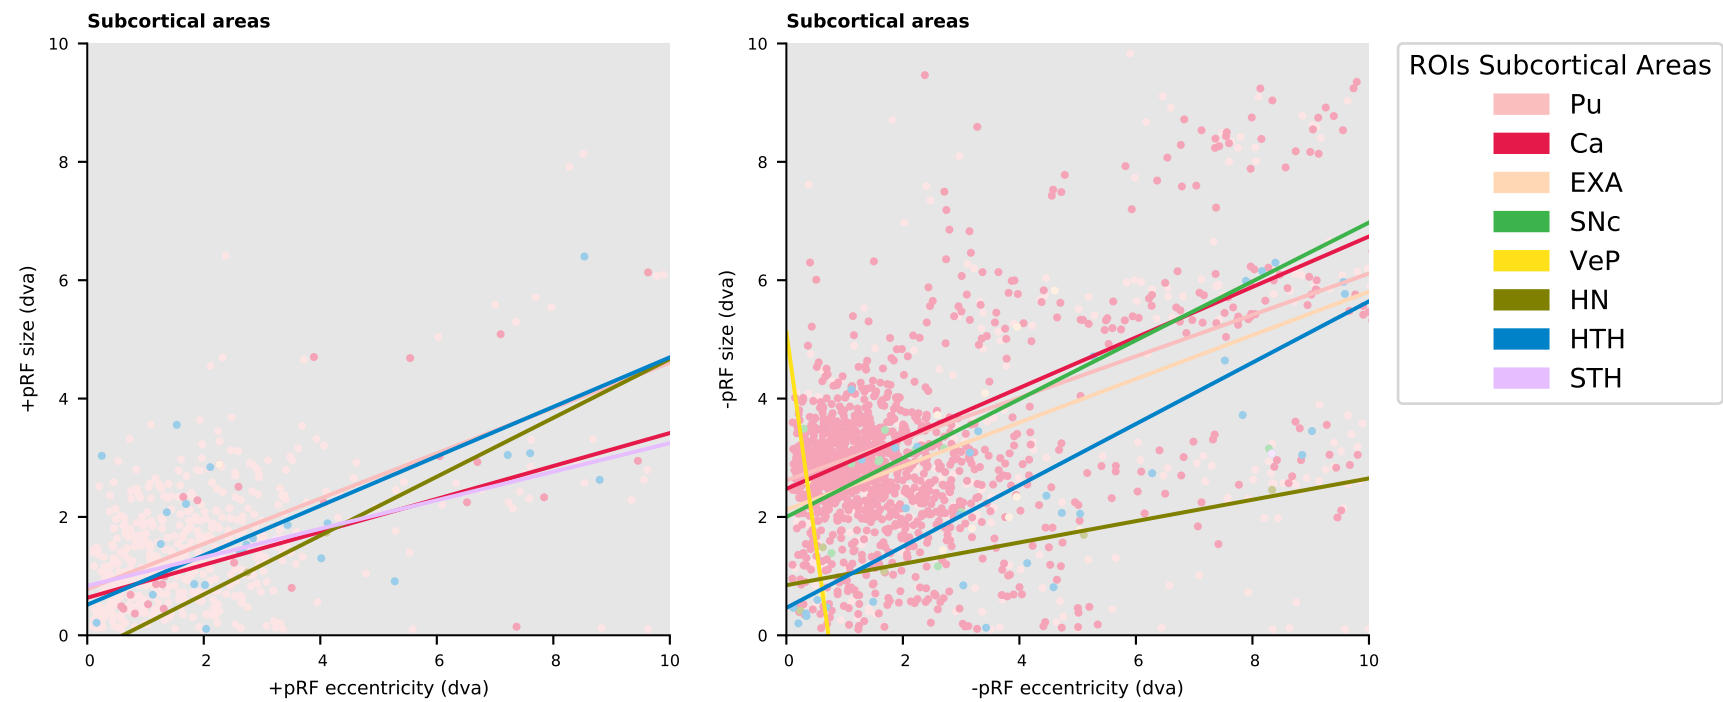 Subcortical areas
10
8
6
4
2
0
0 2 4 6 8 10
+pRF size (dva)
+pRF eccentricity (dva)
Subcortical areas
10
8
6
4
2
0
0 2 4 6 8 10
-pRF size (dva)
-pRF eccentricity (dva)
ROIs Subcortical Areas
Pu
Ca
EXA
SNc
VeP
HN
HTH
STH